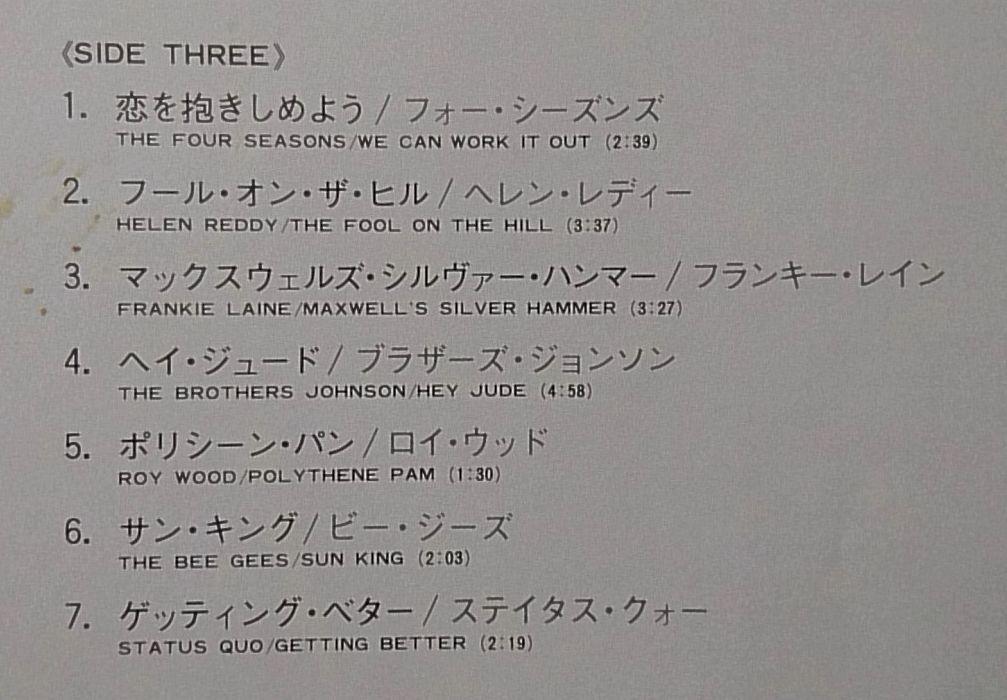 《SIDE THREE》
1. 恋を抱きしめよう / フォー・シーズンズ
THE FOUR SEASONS/WE CAN WORK IT OUT (2:39)
2. フール・オン・ザ・ヒル / ヘレン・レディー
HELEN REDDY/THE FOOL ON THE HILL (3:37)
3. マックスウェルズ・シルヴァー・ハンマー / フランキー・レイン
FRANKIE LAINE/MAXWELL'S SILVER HAMMER (3:27)
4. ヘイ・ジュード / ブラザーズ・ジョンソン
THE BROTHERS JOHNSON/HEY JUDE (4:58)
5. ポリシーン・パン / ロイ・ウッド
ROY WOOD/POLYTHENE PAM (1:30)
6. サン・キング / ビー・ジーズ
THE BEE GEES/SUN KING (2:03)
7. ゲッティング・ベター / ステイタス・クォー
STATUS QUO/GETTING BETTER (2:19)